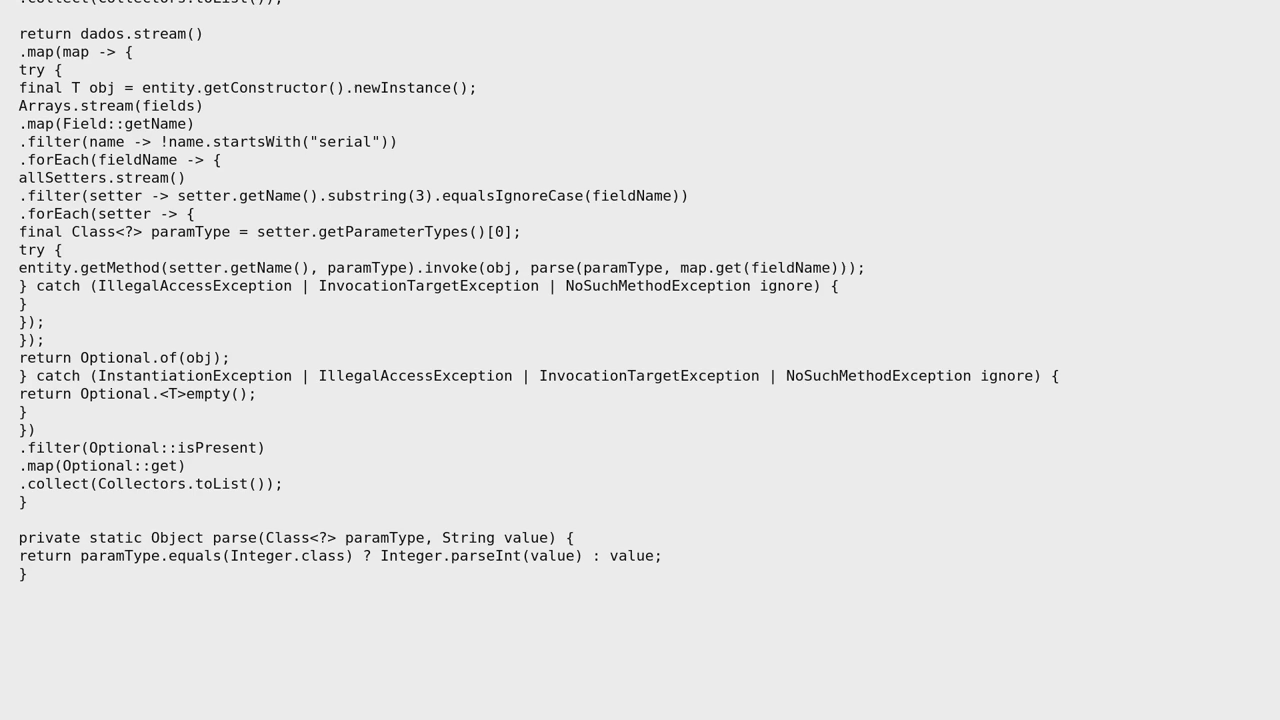 .collect(Collectors.toList());
return dados.stream()
.map(map -> {
try {
final T obj = entity.getConstructor().newInstance();
Arrays.stream(fields)
.map(Field::getName)
.filter(name -> !name.startsWith("serial"))
.forEach(fieldName -> {
allSetters.stream()
.filter(setter -> setter.getName().substring(3).equalsIgnoreCase(fieldName))
.forEach(setter -> {
final Class<?> paramType = setter.getParameterTypes()[0];
try {
entity.getMethod(setter.getName(), paramType).invoke(obj, parse(paramType, map.get(fieldName)));
} catch (IllegalAccessException | InvocationTargetException | NoSuchMethodException ignore) {
}
});
});
return Optional.of(obj);
} catch (InstantiationException | IllegalAccessException | InvocationTargetException | NoSuchMethodException ignore) {
return Optional.<T>empty();
}
})
.filter(Optional::isPresent)
.map(Optional::get)
.collect(Collectors.toList());
}
private static Object parse(Class<?> paramType, String value) {
return paramType.equals(Integer.class) ? Integer.parseInt(value) : value;
}